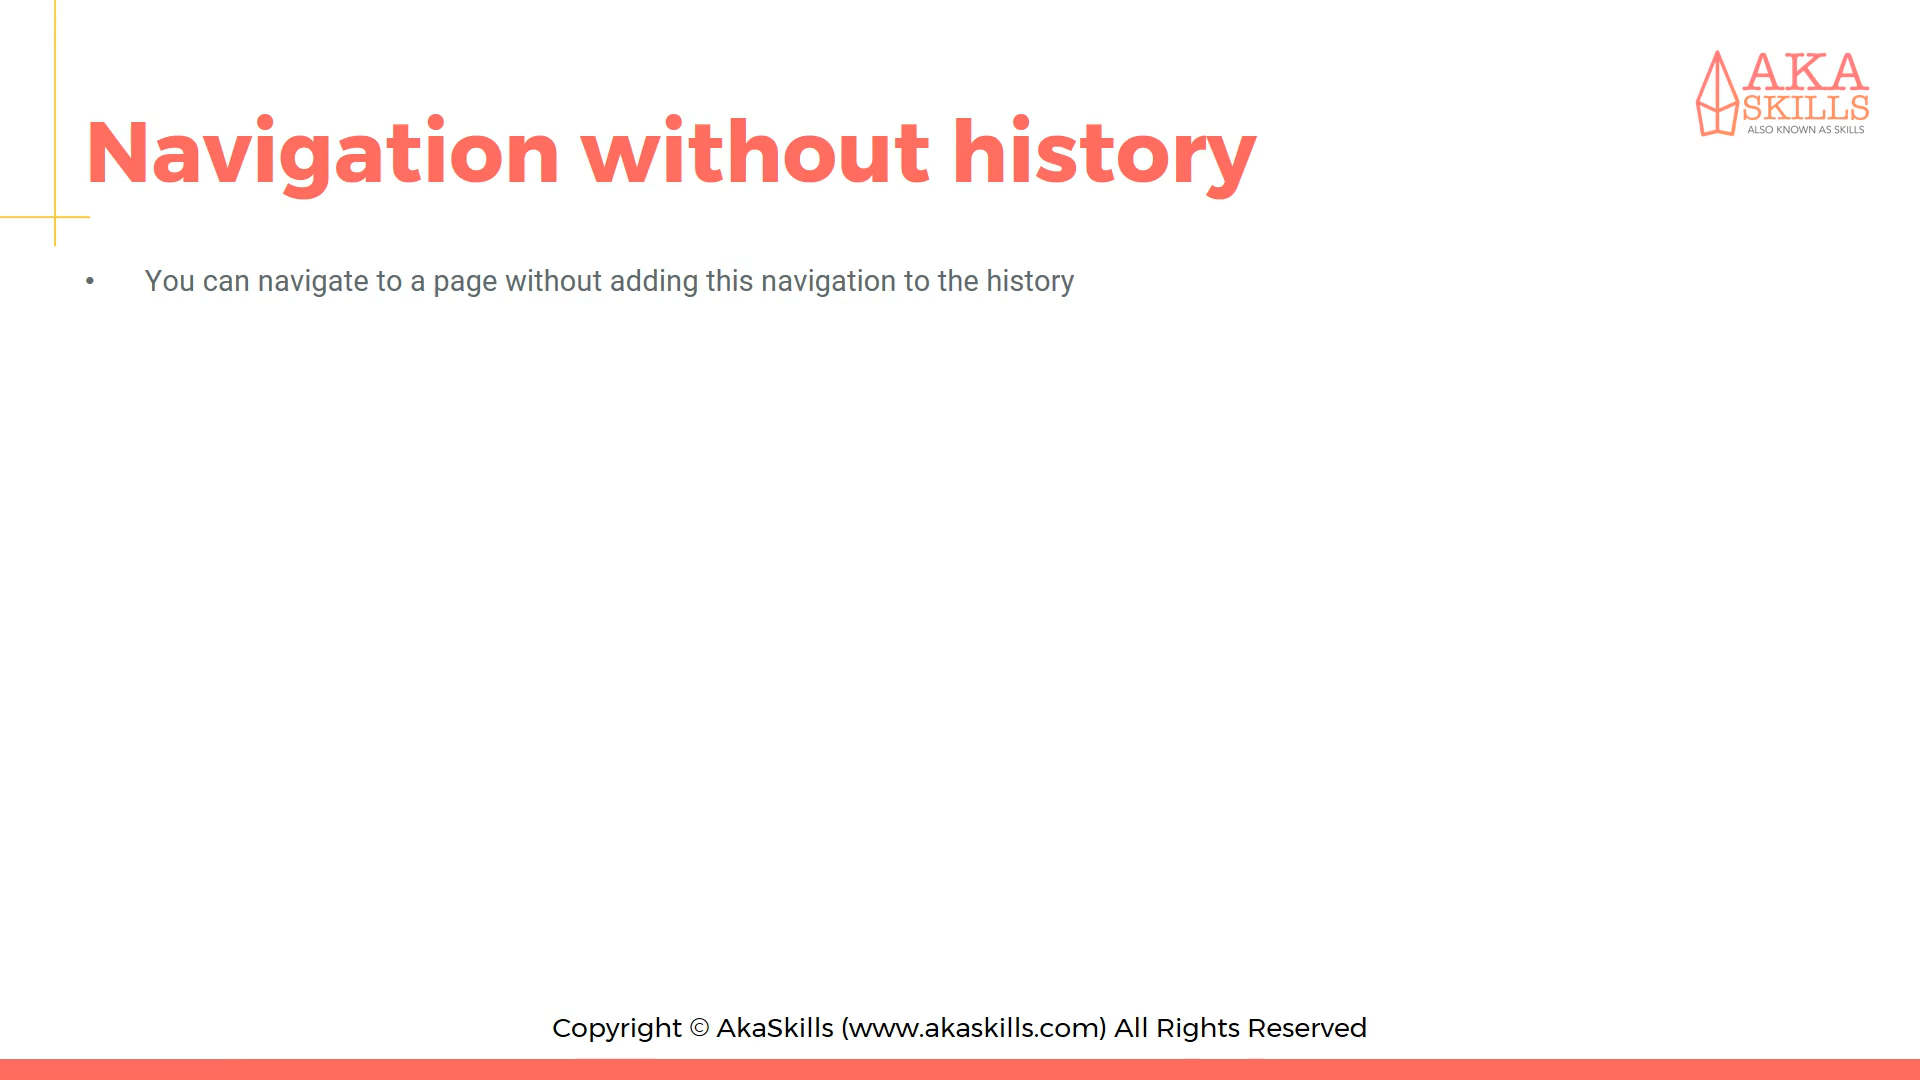 AKA
SKILLS
ALSO KNOWN AS SKILLS
Navigation without history
• You can navigate to a page without adding this navigation to the history
Copyright © AkaSkills (www.akaskills.com) All Rights Reserved